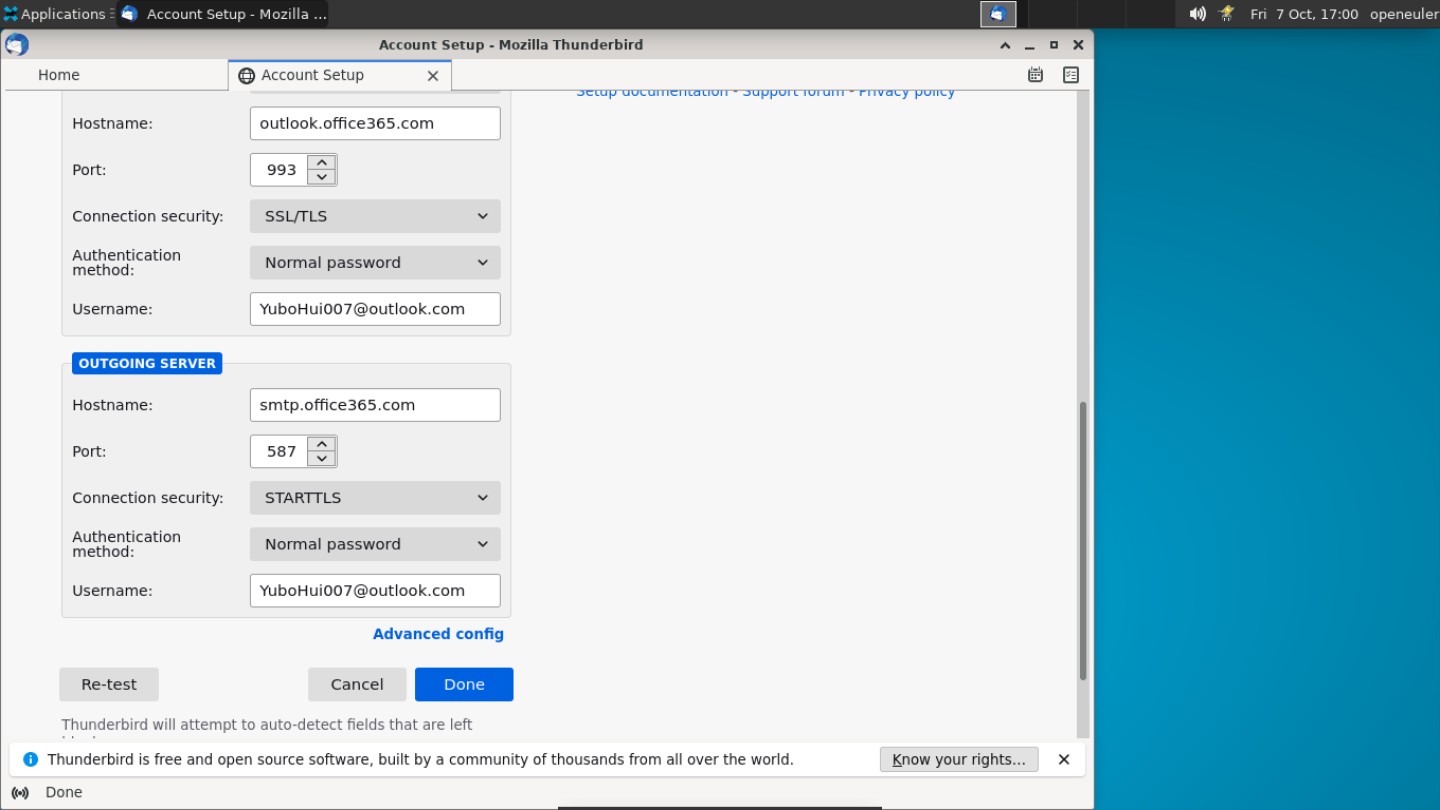 Applications
Account Setup - Mozilla ...
Fri 7 Oct, 17:00
openeuler
Account Setup - Mozilla Thunderbird
Home
Account Setup
Setup documentation - Support forum - Privacy policy
Hostname:
outlook.office365.com
Port:
993
Connection security:
SSL/TLS
Authentication
method:
Normal password
Username:
YuboHui007@outlook.com
OUTGOING SERVER
Hostname:
smtp.office365.com
Port:
587
Connection security:
STARTTLS
Authentication
method:
Normal password
Username:
YuboHui007@outlook.com
Advanced config
Re-test
Cancel
Done
Thunderbird will attempt to auto-detect fields that are left
Thunderbird is free and open source software, built by a community of thousands from all over the world.
Know your rights...
Done